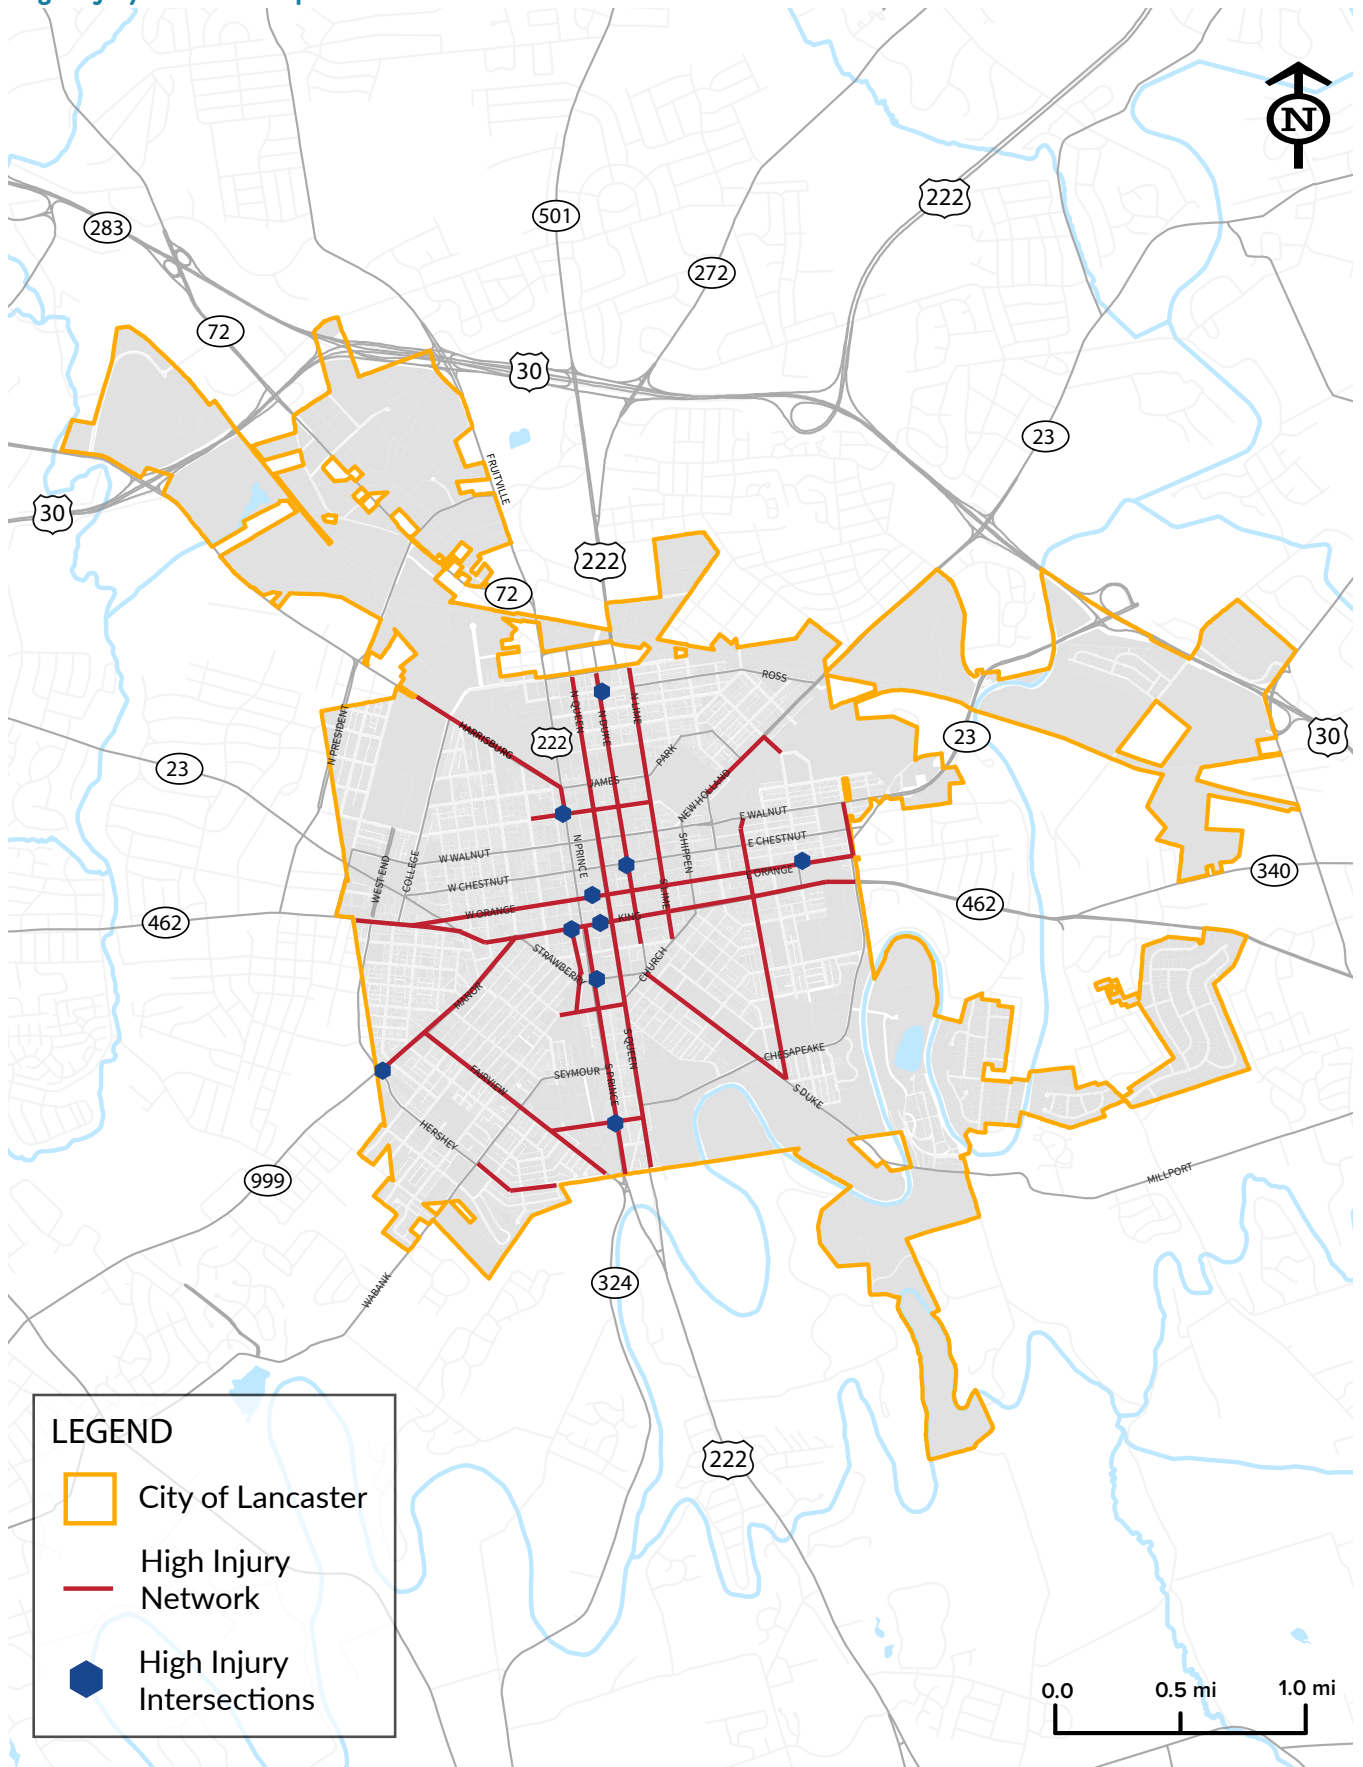 N
222
283
501
272
72
30
23
30
FRUITVILLE
222
72
ROSS
N QUEEN
N DUKE
N LIME
N PRESIDENT
HARRISBURG
222
23
30
23
PARK
JAMES
NEW HOLLAND
E WALNUT
N PRINCE
SHIPPEN
E CHESTNUT
W WALNUT
WEST END
COLLEGE
W CHESTNUT
E ORANGE
340
S LIME
462
W ORANGE
KING
462
STRAWBERRY
CHURCH
MANOR
S QUEEN
CHESAPEAKE
SEYMOUR
S PRINCE
FAIRVIEW
S DUKE
HERSHEY
999
MILLPORT
WABANK
324
222
LEGEND
City of Lancaster
High Injury
Network
High Injury
Intersections
0.0
0.5 mi
1.0 mi